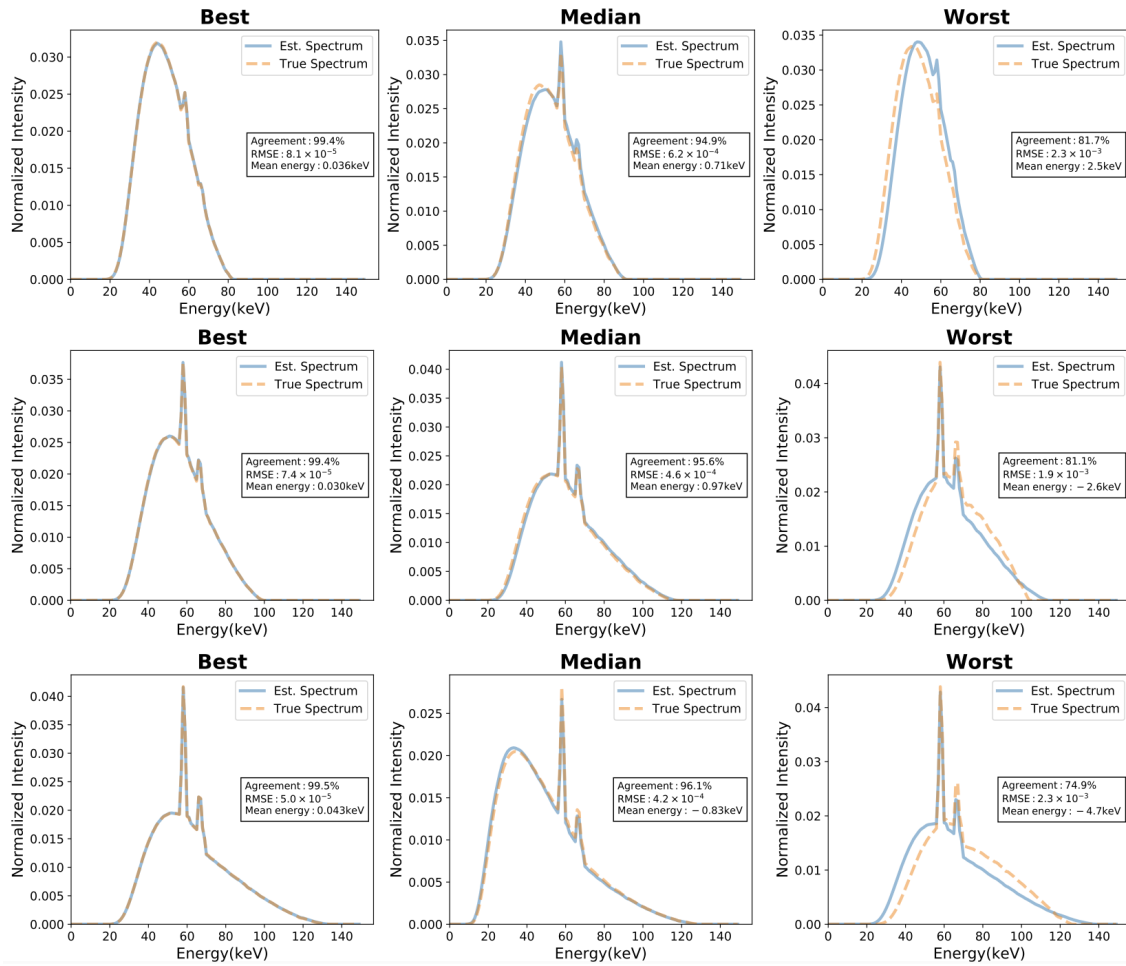 Best
Est. Spectrum
True Spectrum
Normalized Intensity
0.030
0.025
0.020
0.015
0.010
0.005
0.000
Agreement: 99.4%
RMSE: 8.1 × 10⁻⁵
Mean energy: 0.036keV
0 20 40 60 80 100 120 140
Energy(keV)
Median
Est. Spectrum
True Spectrum
Normalized Intensity
0.035
0.030
0.025
0.020
0.015
0.010
0.005
0.000
Agreement: 94.9%
RMSE: 6.2 × 10⁻⁴
Mean energy: 0.71keV
0 20 40 60 80 100 120 140
Energy(keV)
Worst
Est. Spectrum
True Spectrum
Normalized Intensity
0.035
0.030
0.025
0.020
0.015
0.010
0.005
0.000
Agreement: 81.7%
RMSE: 2.3 × 10⁻³
Mean energy: 2.5keV
0 20 40 60 80 100 120 140
Energy(keV)
Best
Est. Spectrum
True Spectrum
Normalized Intensity
0.035
0.030
0.025
0.020
0.015
0.010
0.005
0.000
Agreement: 99.4%
RMSE: 7.4 × 10⁻⁵
Mean energy: 0.030keV
0 20 40 60 80 100 120 140
Energy(keV)
Median
Est. Spectrum
True Spectrum
Normalized Intensity
0.040
0.035
0.030
0.025
0.020
0.015
0.010
0.005
0.000
Agreement: 95.6%
RMSE: 4.6 × 10⁻⁴
Mean energy: 0.97keV
0 20 40 60 80 100 120 140
Energy(keV)
Worst
Est. Spectrum
True Spectrum
Normalized Intensity
0.04
0.03
0.02
0.01
0.00
Agreement: 81.1%
RMSE: 1.9 × 10⁻³
Mean energy: −2.6keV
0 20 40 60 80 100 120 140
Energy(keV)
Best
Est. Spectrum
True Spectrum
Normalized Intensity
0.040
0.035
0.030
0.025
0.020
0.015
0.010
0.005
0.000
Agreement: 99.5%
RMSE: 5.0 × 10⁻⁵
Mean energy: 0.043keV
0 20 40 60 80 100 120 140
Energy(keV)
Median
Est. Spectrum
True Spectrum
Normalized Intensity
0.025
0.020
0.015
0.010
0.005
0.000
Agreement: 96.1%
RMSE: 4.2 × 10⁻⁴
Mean energy: −0.83keV
0 20 40 60 80 100 120 140
Energy(keV)
Worst
Est. Spectrum
True Spectrum
Normalized Intensity
0.04
0.03
0.02
0.01
0.00
Agreement: 74.9%
RMSE: 2.3 × 10⁻³
Mean energy: −4.7keV
0 20 40 60 80 100 120 140
Energy(keV)